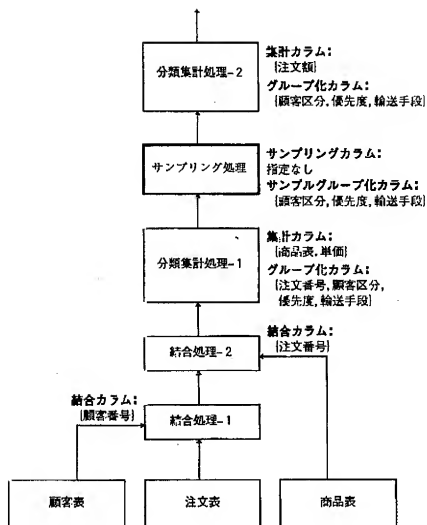 分類集計処理-2
集計カラム:
{注文額}
グループ化カラム:
{顧客区分,優先度,輸送手段}
サンプリング処理
サンプリングカラム:
指定なし
サンプルグループ化カラム:
{顧客区分,優先度,輸送手段}
分類集計処理-1
集計カラム:
{商品表.単価}
グループ化カラム:
{注文番号,顧客区分,
優先度,輸送手段}
結合処理-2
結合カラム:
{注文番号}
結合カラム:
{顧客番号}
結合処理-1
顧客表
注文表
商品表